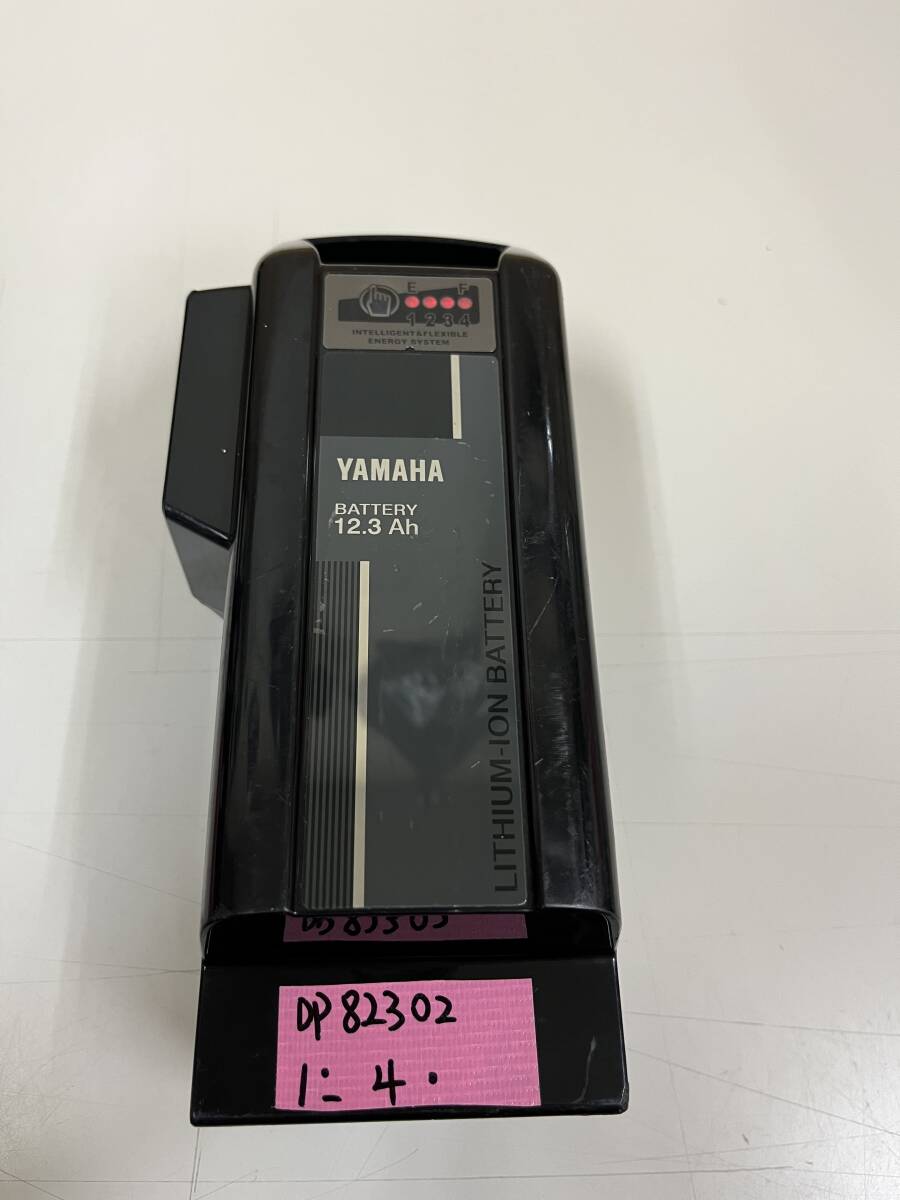 E F
1 2 3 4
INTELLIGENT&FLEXIBLE
ENERGY SYSTEM
YAMAHA
BATTERY
12.3 Ah
LITHIUM-ION BATTERY
DP82302
1: 4.